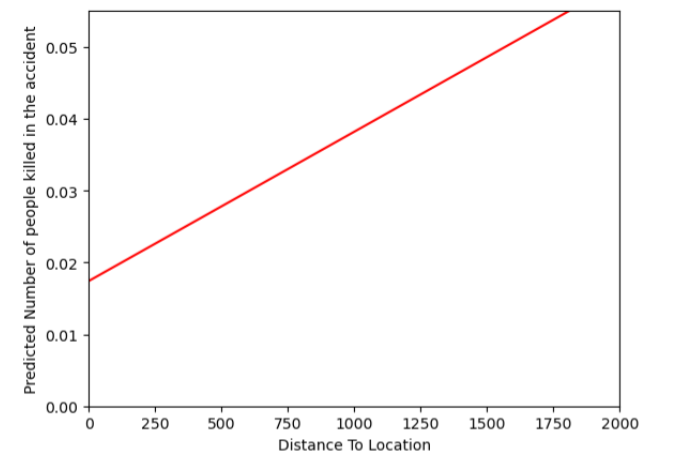 Predicted Number of people killed in the accident
0.05
0.04
0.03
0.02
0.01
0.00
0 250 500 750 1000 1250 1500 1750 2000
Distance To Location